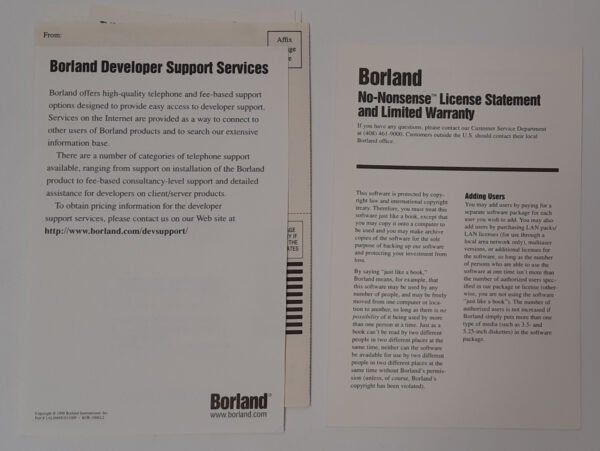 From:
Affix
Borland Developer Support Services
Borland offers high-quality telephone and fee-based support
options designed to provide easy access to developer support.
Services on the Internet are provided as a way to connect to
other users of Borland products and to search our extensive
information base.
There are a number of categories of telephone support
available, ranging from support on installation of the Borland
product to fee-based consultancy-level support and detailed
assistance for developers on client/server products.
To obtain pricing information for the developer
support services, please contact us on our Web site at
http://www.borland.com/devsupport/
Borland®
www.borland.com
Borland
No-Nonsense™ License Statement
and Limited Warranty
If you have any questions, please contact our Customer Service Department
at (408) 461-9000. Customers outside the U.S. should contact their local
Borland office.
This software is protected by copy-
right law and international copyright
treaty. Therefore, you must treat this
software just like a book, except that
you may copy it onto a computer to
be used and you may make archive
copies of the software for the sole
purpose of backing up our software
and protecting your investment from
loss.
By saying "just like a book,"
Borland means, for example, that
this software may be used by any
number of people, and may be freely
moved from one computer or loca-
tion to another, so long as there is no
possibility of it being used by more
than one person at a time. Just as a
book can't be read by two different
people in two different places at the
same time, neither can the software
be available for use by two different
people in two different places at the
same time without Borland's permis-
sion (unless, of course, Borland's
copyright has been violated).
Adding Users
You may add users by paying for a
separate software package for each
user you wish to add. You may also
add users by purchasing LAN packs/
LAN licenses (for use through a
local area network only), multiuser
versions, or additional licenses for
the software, so long as the number
of persons who are able to use the
software at one time isn't more than
the number of authorized users spec-
ified in our package or license (other-
wise, you are not using the software
"just like a book"). The number of
authorized users is not increased if
Borland simply puts more than one
type of media (such as 3.5- and
5.25-inch diskettes) in the software
package.